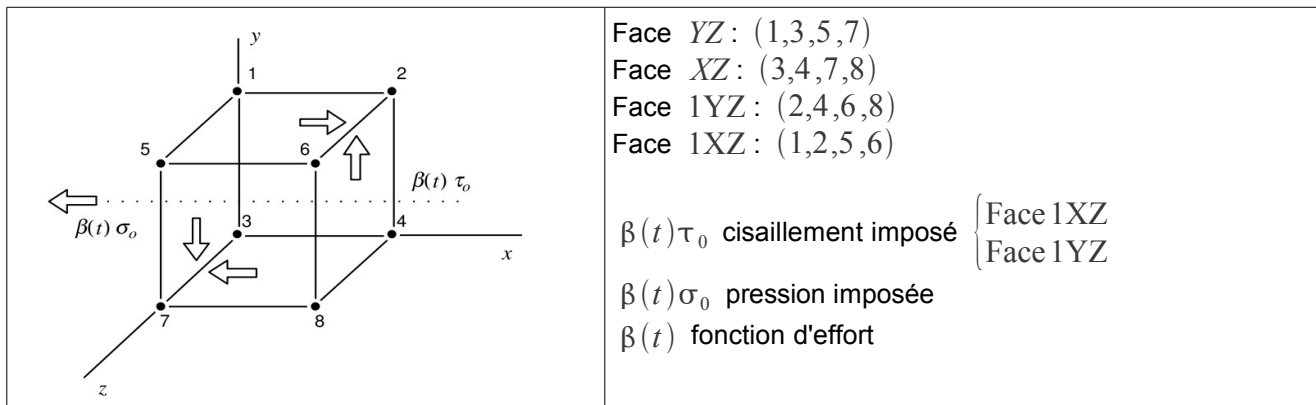 y
1
2
5
6
β(t) τo
β(t) σo
3
4
x
7
8
z
Face YZ : (1,3,5,7)
Face XZ : (3,4,7,8)
Face 1YZ : (2,4,6,8)
Face 1XZ : (1,2,5,6)
β(t)τ0 cisaillement imposé { Face 1XZ
Face 1YZ
β(t)σ0 pression imposée
β(t) fonction d'effort